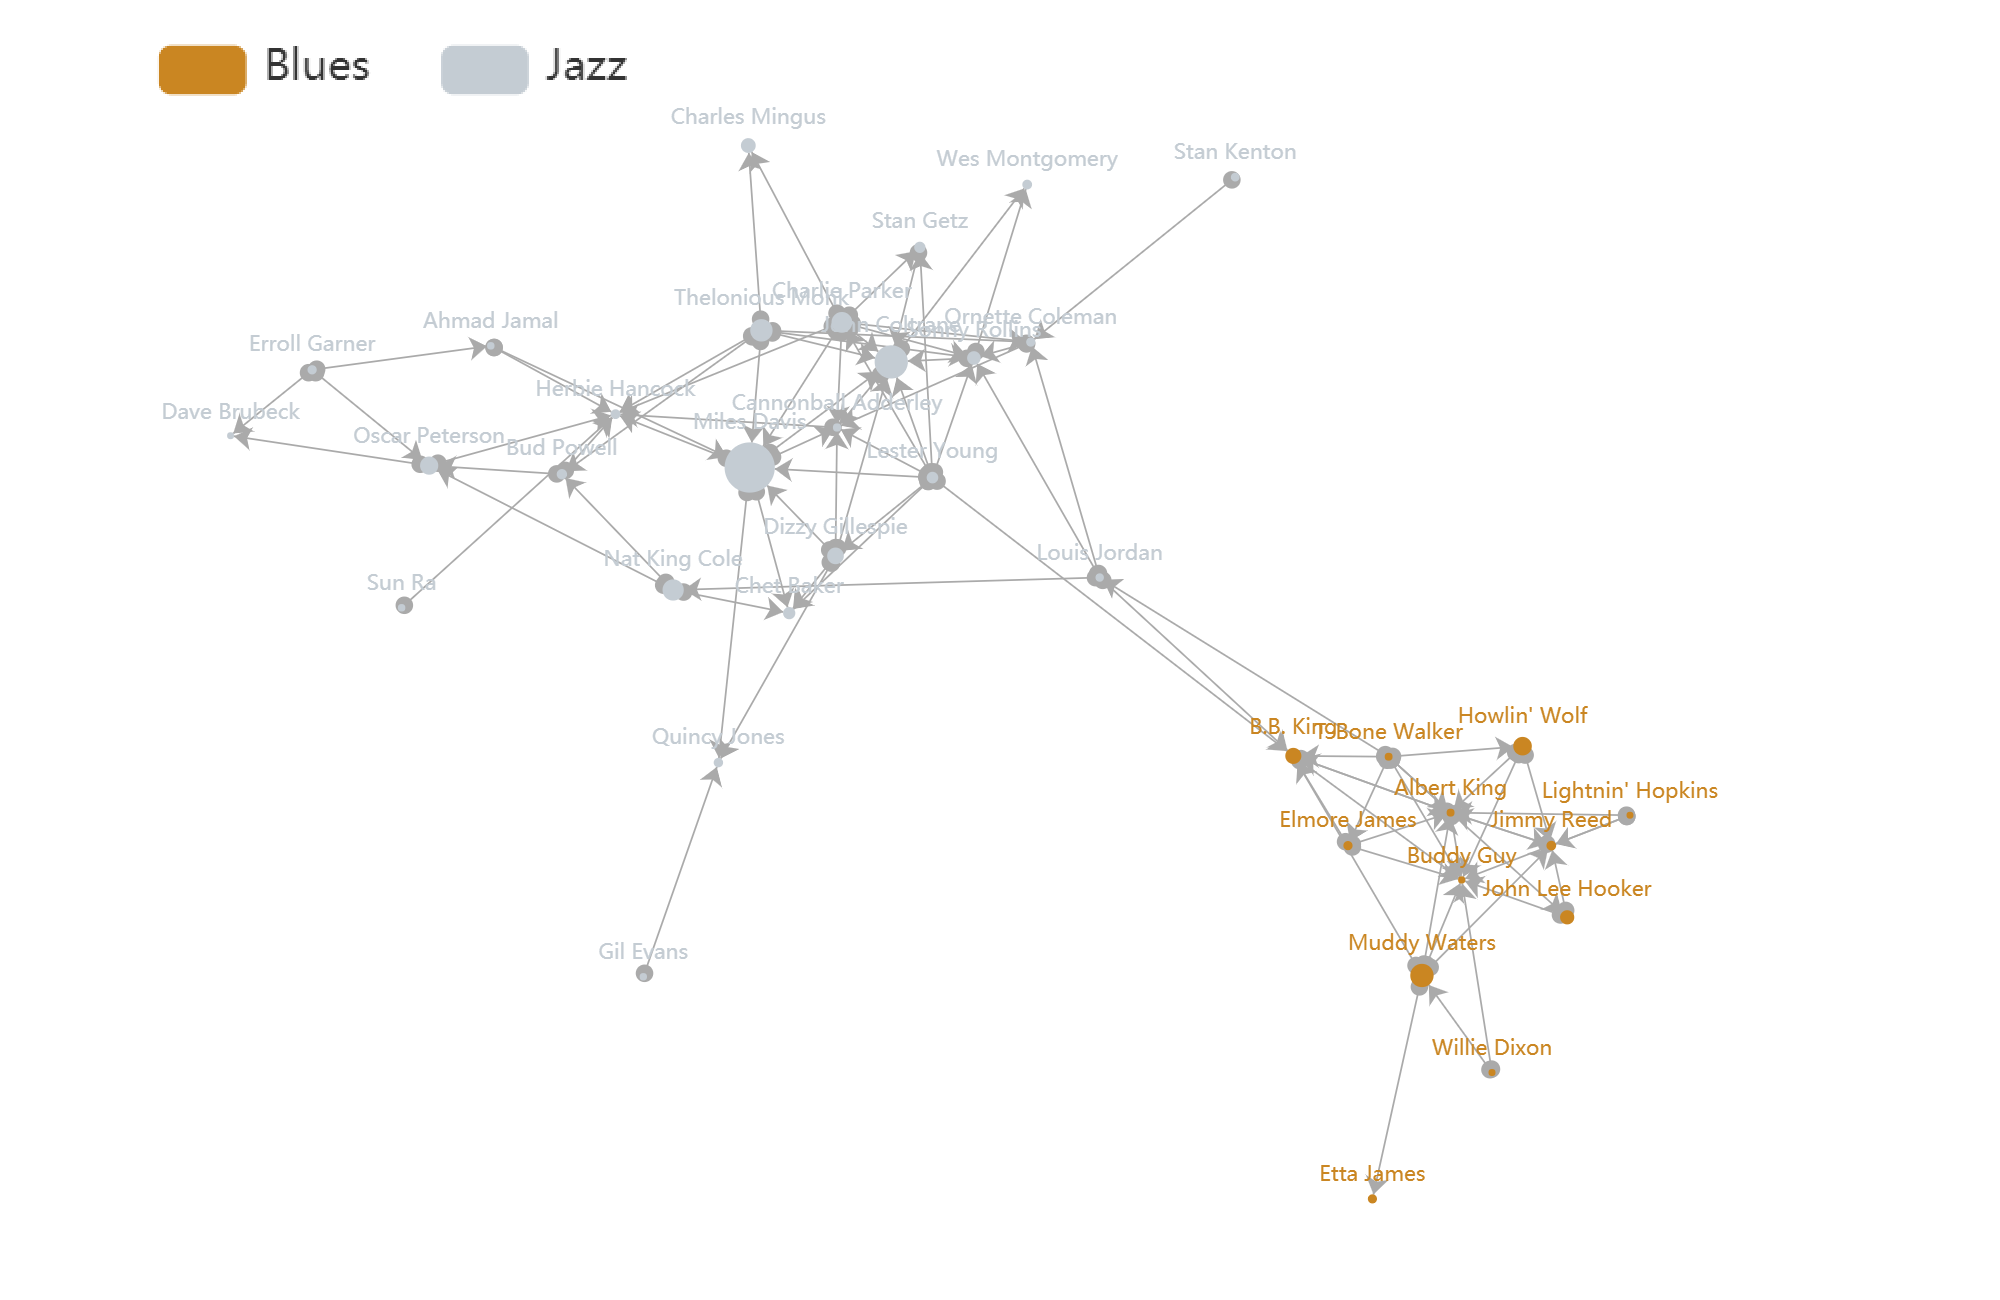 Blues
Jazz
Charles Mingus
Stan Kenton
Wes Montgomery
Stan Getz
Charlie Parker
Thelonious Monk
Ornette Coleman
Ahmad Jamal
John Coltrane
Sonny Rollins
Erroll Garner
Herbie Hancock
Cannonball Adderley
Dave Brubeck
Miles Davis
Oscar Peterson
Bud Powell
Lester Young
Dizzy Gillespie
Louis Jordan
Nat King Cole
Sun Ra
Chet Baker
Howlin' Wolf
B.B. King
T-Bone Walker
Quincy Jones
Albert King
Lightnin' Hopkins
Elmore James
Jimmy Reed
Buddy Guy
John Lee Hooker
Muddy Waters
Gil Evans
Willie Dixon
Etta James